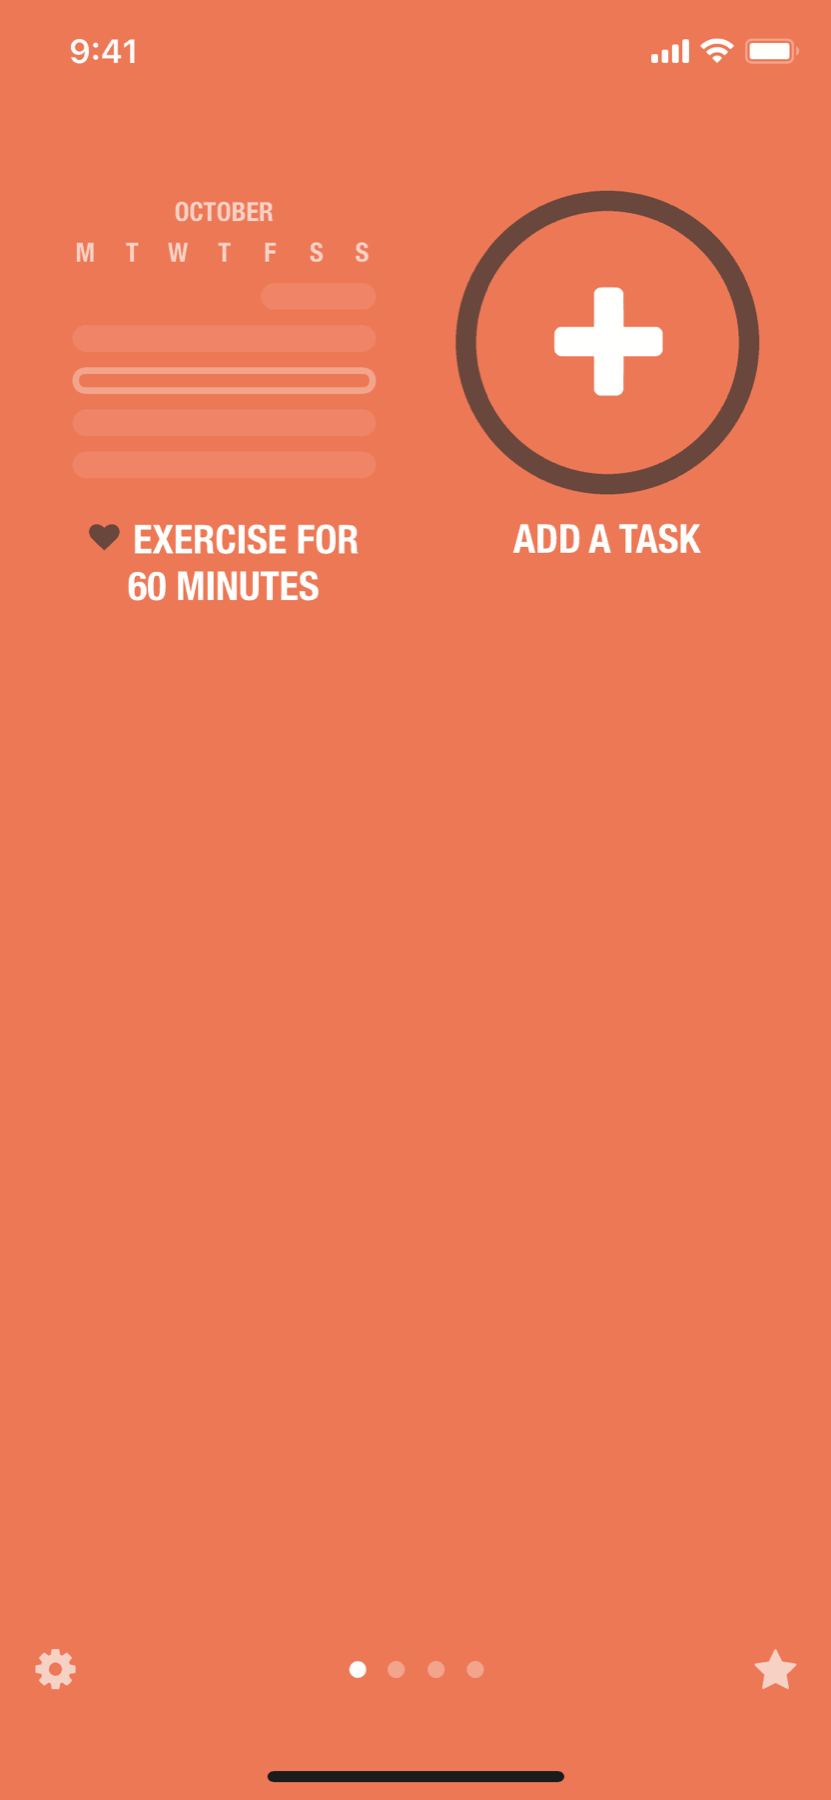 9:41
OCTOBER
M T W T F S S
EXERCISE FOR
60 MINUTES
ADD A TASK